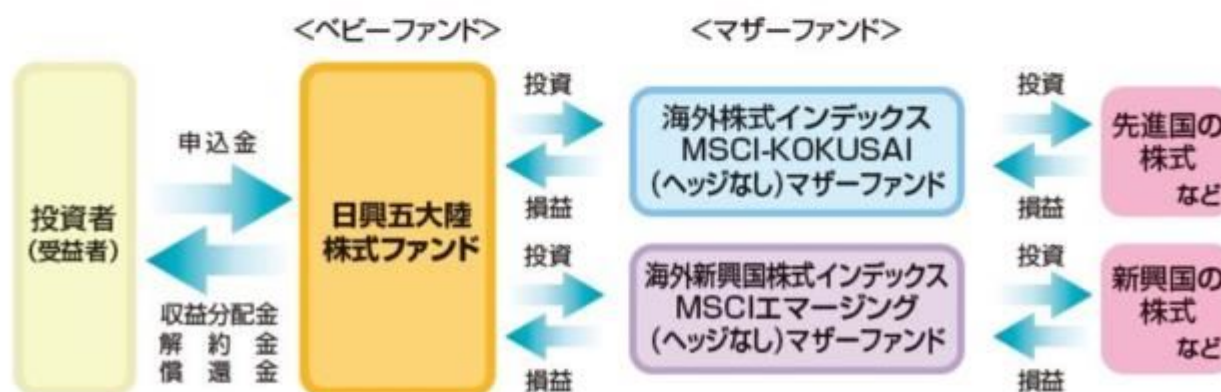 <ベビーファンド>
<マザーファンド>
投資者
(受益者)
申込金
収益分配金
解約金
償還金
日興五大陸
株式ファンド
投資
損益
投資
損益
海外株式インデックス
MSCI-KOKUSAI
(ヘッジなし)マザーファンド
海外新興国株式インデックス
MSCIエマージング
(ヘッジなし)マザーファンド
投資
損益
投資
損益
先進国の
株式
など
新興国の
株式
など